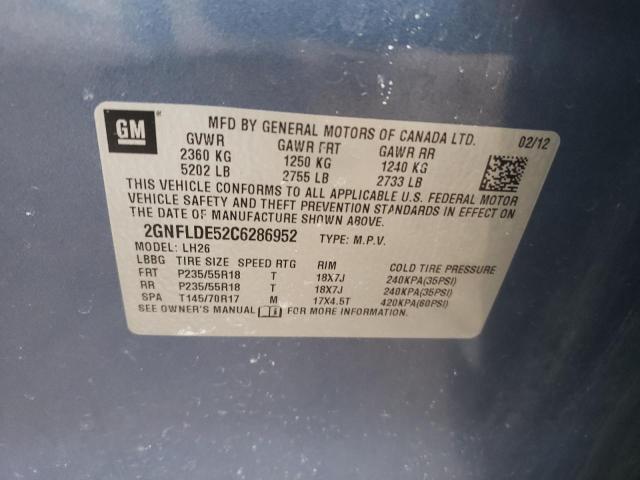 GM
MFD BY GENERAL MOTORS OF CANADA LTD. 02/12
GVWR GAWR FRT GAWR RR
2360 KG 1250 KG 1240 KG
5202 LB 2755 LB 2733 LB
THIS VEHICLE CONFORMS TO ALL APPLICABLE U.S. FEDERAL MOTOR
VEHICLE SAFETY AND THEFT PREVENTION STANDARDS IN EFFECT ON
THE DATE OF MANUFACTURE SHOWN ABOVE.
2GNFLDE52C6286952 TYPE: M.P.V.
MODEL: LH26
LBBG TIRE SIZE SPEED RTG RIM COLD TIRE PRESSURE
FRT P235/55R18 T 18X7J 240KPA(35PSI)
RR P235/55R18 T 18X7J 240KPA(35PSI)
SPA T145/70R17 M 17X4.5T 420KPA(60PSI)
SEE OWNER'S MANUAL FOR MORE INFORMATION.